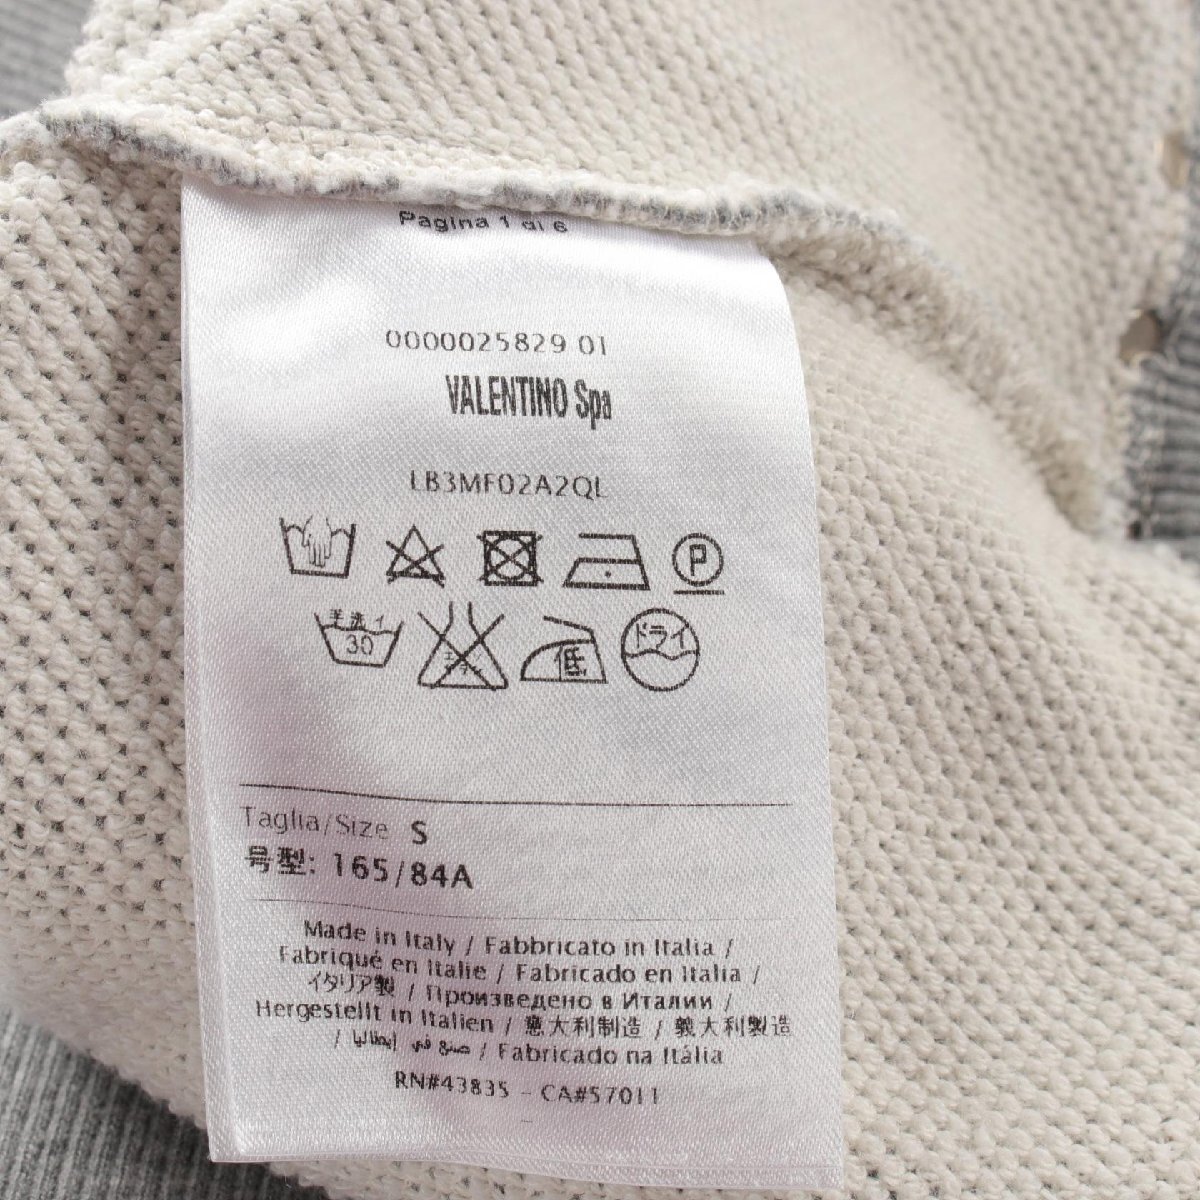 Pagina 1 di 6
0000025829 01
VALENTINO Spa
LB3MF02A2QL
P
手洗イ
30
低
ドライ
Taglia/Size S
号型: 165/84A
Made in Italy / Fabbricato in Italia /
Fabriqué en Italie / Fabricado en Italia /
イタリア製 / Произведено в Италии /
Hergestellt in Italien / 意大利制造 / 義大利製造
/ صنع في إيطاليا / Fabricado na Itália
RN#43835 - CA#57011